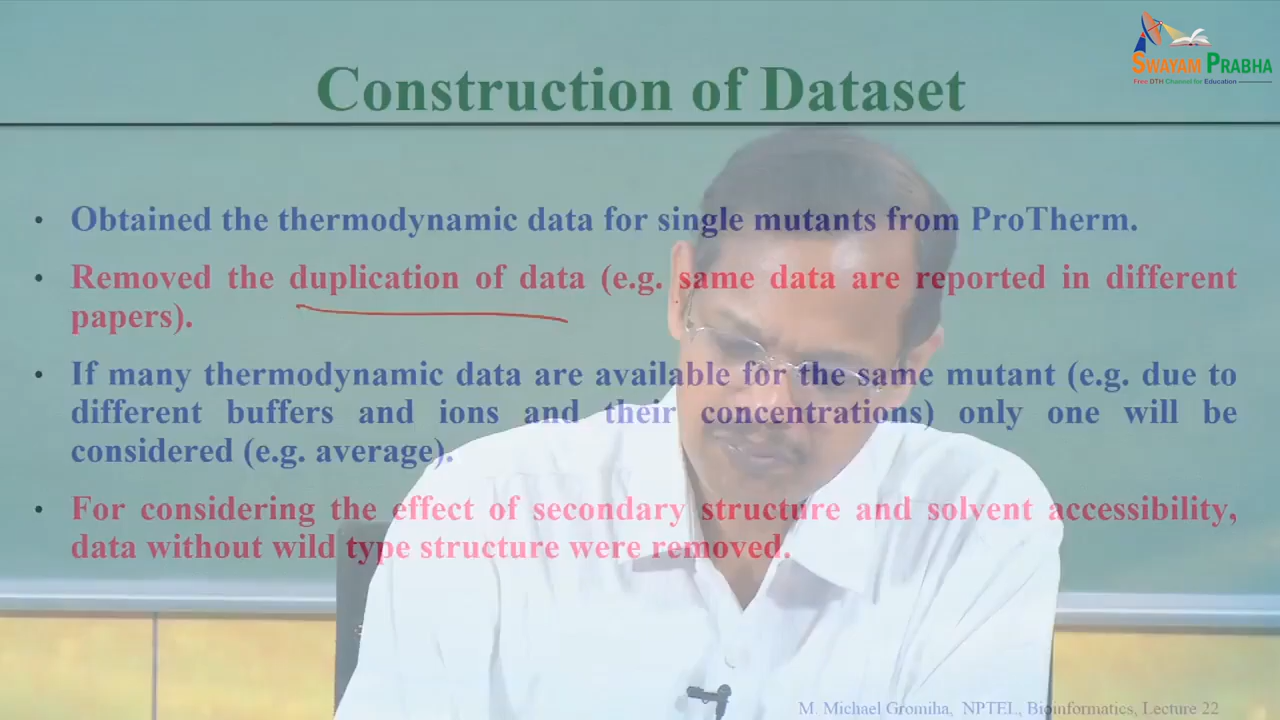 SWAYAM PRABHA
Free DTH Channel for Education
Construction of Dataset
• Obtained the thermodynamic data for single mutants from ProTherm.
• Removed the duplication of data (e.g. same data are reported in different
papers).
• If many thermodynamic data are available for the same mutant (e.g. due to
different buffers and ions and their concentrations) only one will be
considered (e.g. average).
• For considering the effect of secondary structure and solvent accessibility,
data without wild type structure were removed.
M. Michael Gromiha, NPTEL, Bioinformatics, Lecture 22